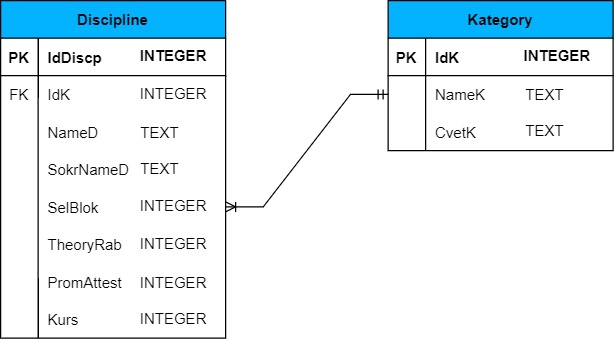 Discipline
PK IdDiscp INTEGER
FK IdK INTEGER
NameD TEXT
SokrNameD TEXT
SelBlok INTEGER
TheoryRab INTEGER
PromAttest INTEGER
Kurs INTEGER
Kategory
PK IdK INTEGER
NameK TEXT
CvetK TEXT